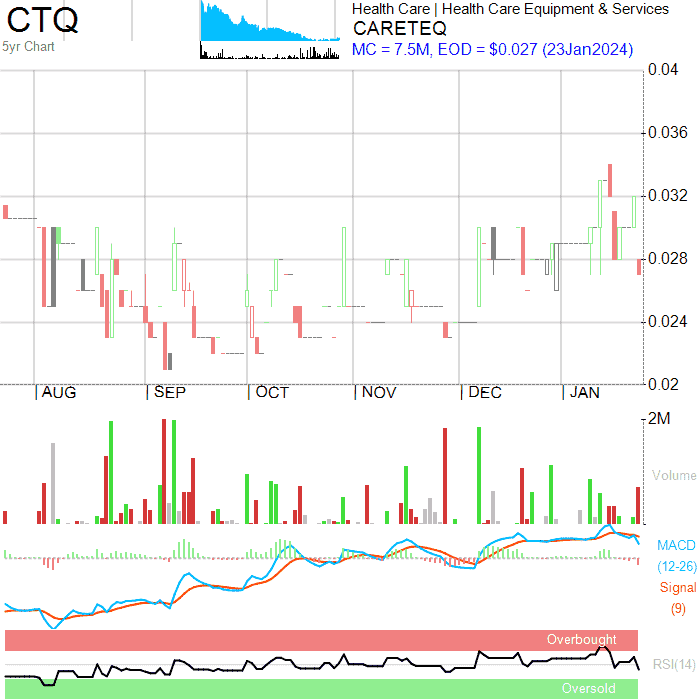 CTQ
5yr Chart
Health Care | Health Care Equipment & Services
CARETEQ
MC = 7.5M, EOD = $0.027 (23Jan2024)
0.04
0.036
0.032
0.028
0.024
0.02
| AUG | SEP | OCT | NOV | DEC | JAN
2M
Volume
MACD
(12-26)
Signal
(9)
Overbought
RSI(14)
Oversold